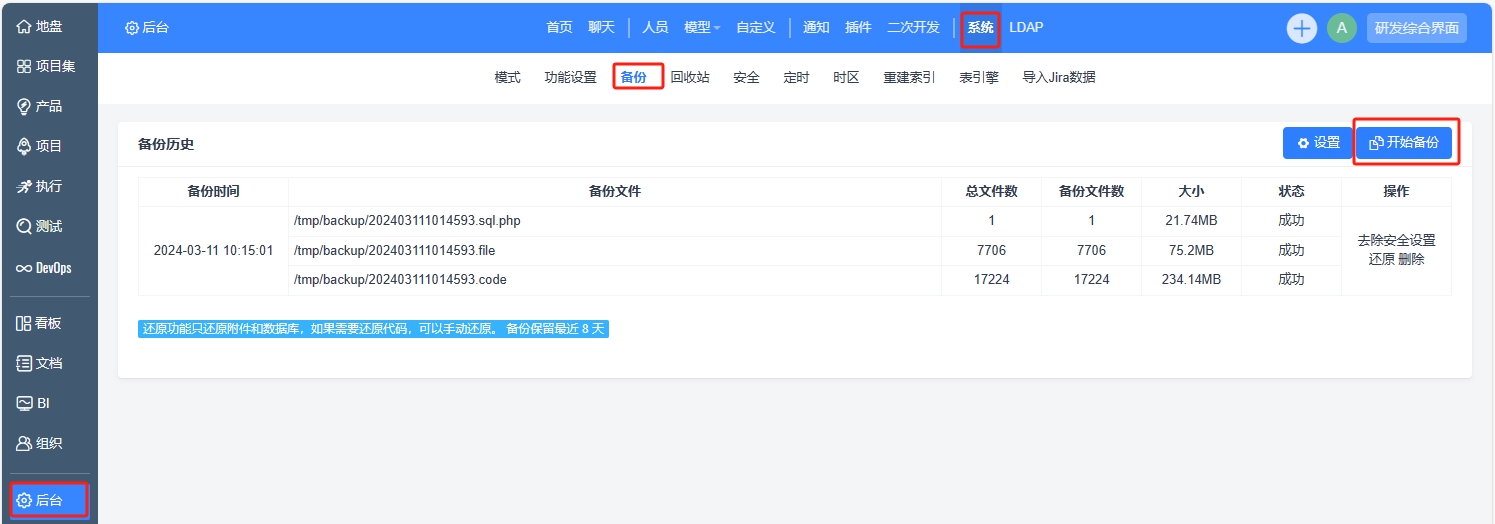 地盘
项目集
产品
项目
执行
测试
DevOps
看板
文档
BI
组织
后台
后台 首页 聊天 人员 模型 自定义 通知 插件 二次开发 系统 LDAP A 研发综合界面
模式 功能设置 备份 回收站 安全 定时 时区 重建索引 表引擎 导入Jira数据
备份历史 设置 开始备份
备份时间 备份文件 总文件数 备份文件数 大小 状态 操作
2024-03-11 10:15:01
/tmp/backup/202403111014593.sql.php 1 1 21.74MB 成功
/tmp/backup/202403111014593.file 7706 7706 75.2MB 成功
/tmp/backup/202403111014593.code 17224 17224 234.14MB 成功
去除安全设置
还原 删除
还原功能只还原附件和数据库，如果需要还原代码，可以手动还原。 备份保留最近 8 天